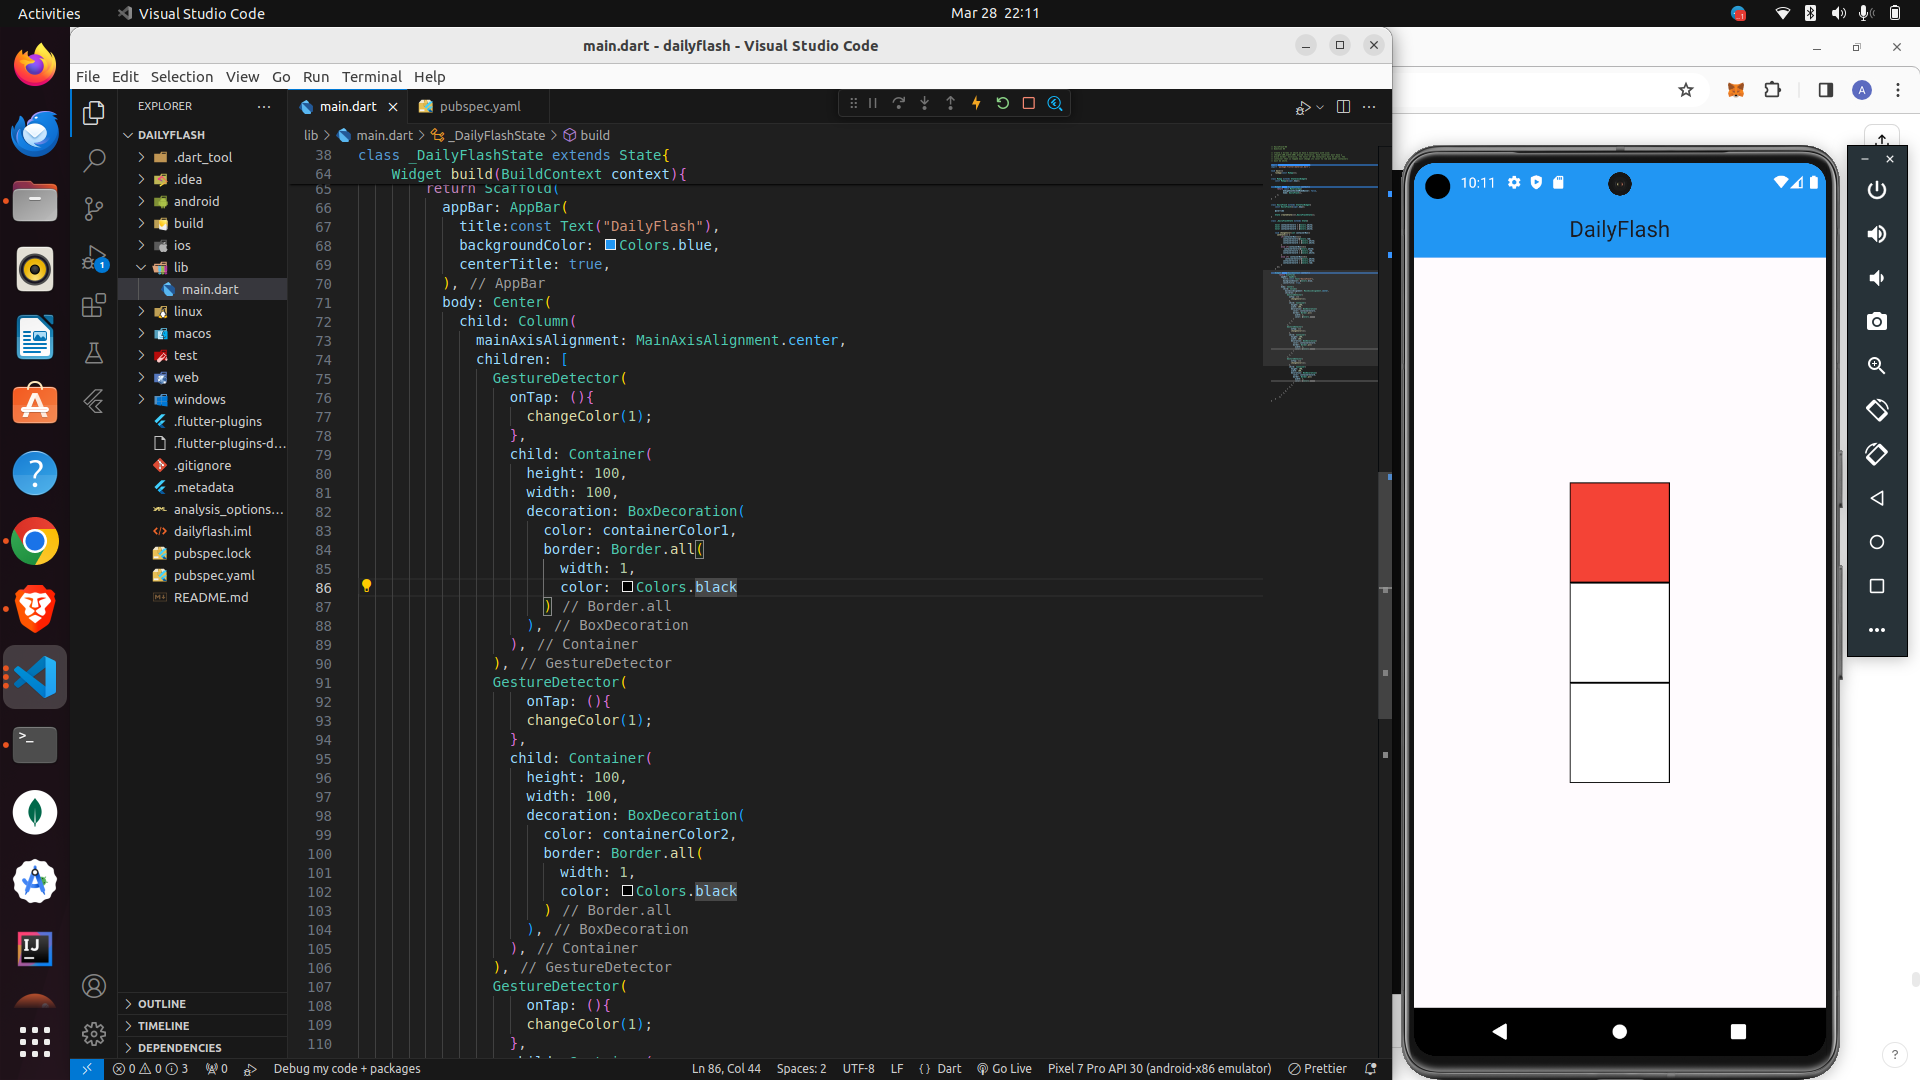 Activities
Visual Studio Code
Mar 28 22:11
main.dart - dailyflash - Visual Studio Code
File Edit Selection View Go Run Terminal Help
EXPLORER
main.dart
pubspec.yaml
DAILYFLASH
.dart_tool
.idea
android
build
ios
lib
main.dart
linux
macos
test
web
windows
.flutter-plugins
.flutter-plugins-d...
.gitignore
.metadata
analysis_options...
dailyflash.iml
pubspec.lock
pubspec.yaml
README.md
OUTLINE
TIMELINE
DEPENDENCIES
lib > main.dart > _DailyFlashState > build
38 class _DailyFlashState extends State{
64 Widget build(BuildContext context){
65 return Scaffold(
66 appBar: AppBar(
67 title:const Text("DailyFlash"),
68 backgroundColor: Colors.blue,
69 centerTitle: true,
70 ), // AppBar
71 body: Center(
72 child: Column(
73 mainAxisAlignment: MainAxisAlignment.center,
74 children: [
75 GestureDetector(
76 onTap: (){
77 changeColor(1);
78 },
79 child: Container(
80 height: 100,
81 width: 100,
82 decoration: BoxDecoration(
83 color: containerColor1,
84 border: Border.all(
85 width: 1,
86 color: Colors.black
87 ) // Border.all
88 ), // BoxDecoration
89 ), // Container
90 ), // GestureDetector
91 GestureDetector(
92 onTap: (){
93 changeColor(1);
94 },
95 child: Container(
96 height: 100,
97 width: 100,
98 decoration: BoxDecoration(
99 color: containerColor2,
100 border: Border.all(
101 width: 1,
102 color: Colors.black
103 ) // Border.all
104 ), // BoxDecoration
105 ), // Container
106 ), // GestureDetector
107 GestureDetector(
108 onTap: (){
109 changeColor(1);
110 },
0 0 3 0 Debug my code + packages
Ln 86, Col 44 Spaces: 2 UTF-8 LF {} Dart Go Live Pixel 7 Pro API 30 (android-x86 emulator) Prettier
10:11
DailyFlash
A
1
IJ
?